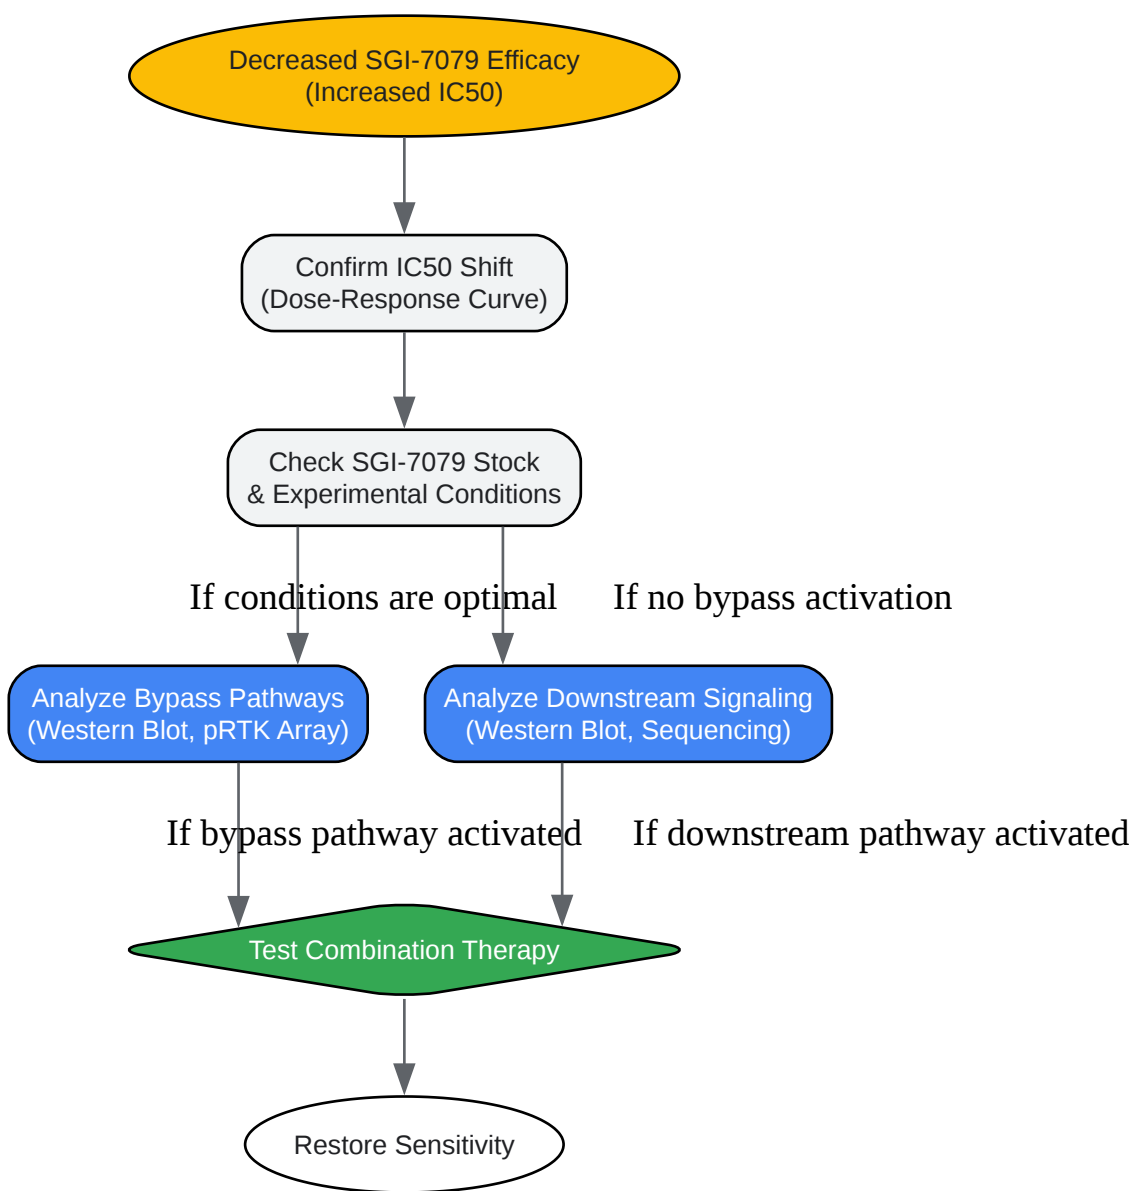 Decreased SGI-7079 Efficacy
(Increased IC50)
Confirm IC50 Shift
(Dose-Response Curve)
Check SGI-7079 Stock
& Experimental Conditions
If conditions are optimal
If no bypass activation
Analyze Bypass Pathways
(Western Blot, pRTK Array)
Analyze Downstream Signaling
(Western Blot, Sequencing)
If bypass pathway activated
If downstream pathway activated
Test Combination Therapy
Restore Sensitivity